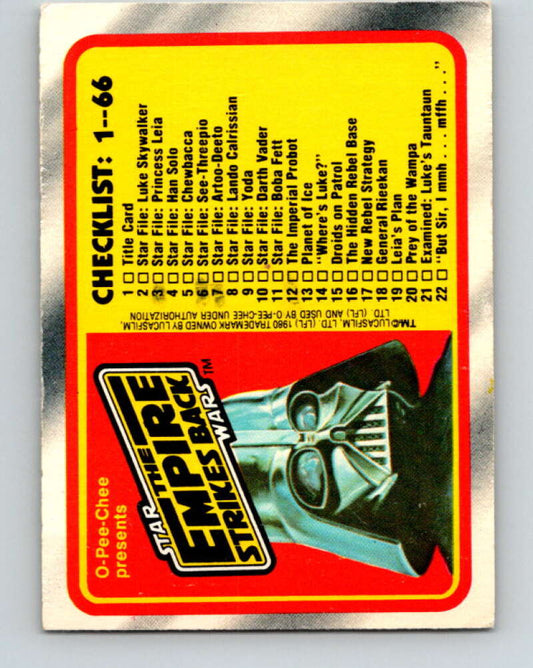 O-Pee-Chee
presents
STAR THE
EMPIRE
STRIKES BACK
WARS™
CHECKLIST: 1--66
1 □ Title Card
2 □ Star File: Luke Skywalker
3 □ Star File: Princess Leia
4 □ Star File: Han Solo
5 □ Star File: Chewbacca
6 □ Star File: See-Threepio
7 □ Star File: Artoo-Deeto
8 □ Star File: Lando Calrissian
9 □ Star File: Yoda
10 □ Star File: Darth Vader
11 □ Star File: Boba Fett
12 □ The Imperial Probot
13 □ Planet of Ice
14 □ "Where's Luke?"
15 □ Droids on Patrol
16 □ The Hidden Rebel Base
17 □ New Rebel Strategy
18 □ General Rieekan
19 □ Leia's Plan
20 □ Prey of the Wampa
21 □ Examined: Luke's Tauntaun
22 □ "But Sir, I mmh . . . mffh . . ."
TM:© LUCASFILM, LTD. (LFL) 1980 TRADEMARK OWNED BY LUCASFILM,
LTD. (LFL) AND USED BY O-PEE-CHEE UNDER AUTHORIZATION